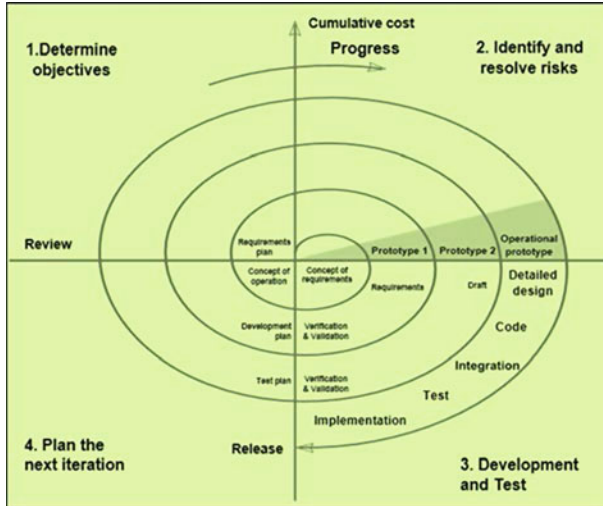 Cumulative cost
1.Determine
objectives
Progress
2. Identify and
resolve risks
Review
Requirements
plan
Prototype 1
Prototype 2
Operational
prototype
Concept of
operation
Concept of
requirements
Requirements
Draft
Detailed
design
Development
plan
Verification
& Validation
Code
Integration
Test plan
Verification
& Validation
Test
Implementation
4. Plan the
next iteration
Release
3. Development
and Test